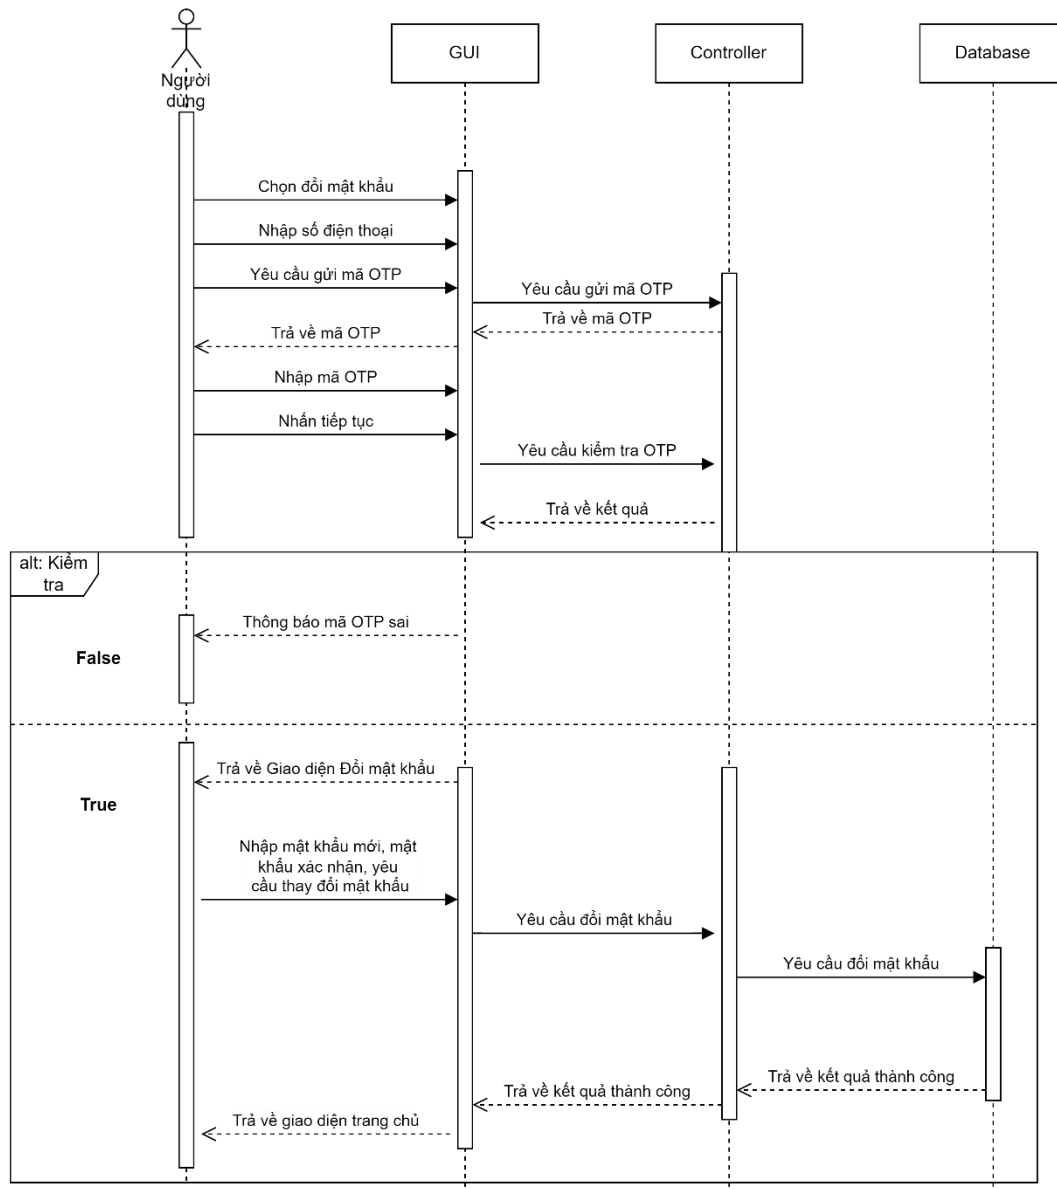 Người
dùng
GUI
Controller
Database
Chọn đổi mật khẩu
Nhập số điện thoại
Yêu cầu gửi mã OTP
Yêu cầu gửi mã OTP
Trả về mã OTP
Trả về mã OTP
Nhập mã OTP
Nhấn tiếp tục
Yêu cầu kiểm tra OTP
Trả về kết quả
alt: Kiểm
tra
Thông báo mã OTP sai
False
Trả về Giao diện Đổi mật khẩu
True
Nhập mật khẩu mới, mật
khẩu xác nhận, yêu
cầu thay đổi mật khẩu
Yêu cầu đổi mật khẩu
Yêu cầu đổi mật khẩu
Trả về kết quả thành công
Trả về kết quả thành công
Trả về giao diện trang chủ